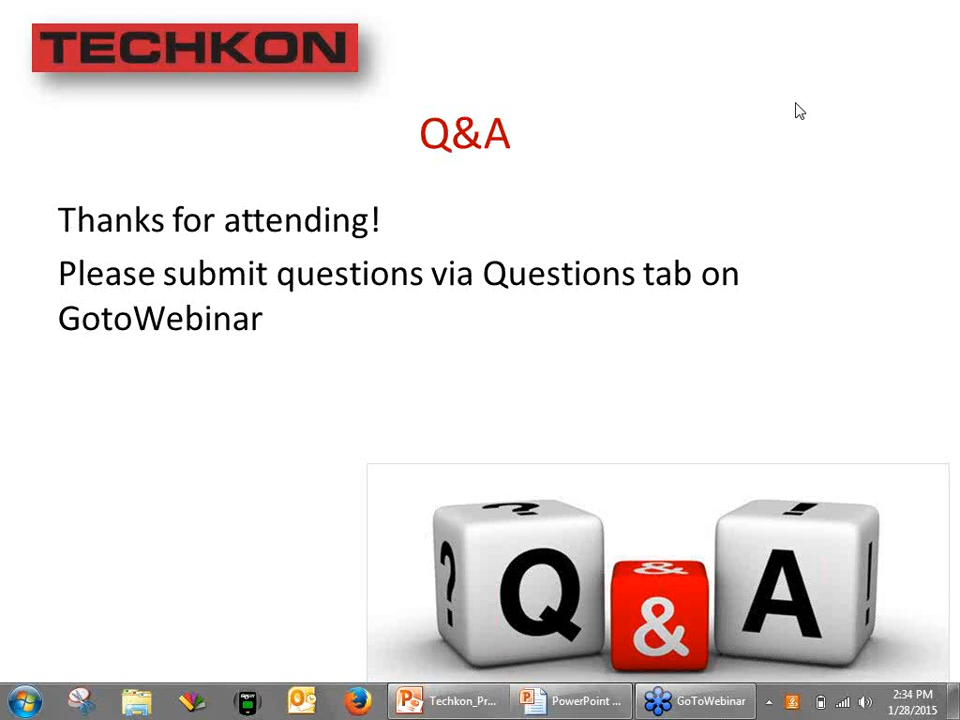 TECHKON
Q&A
Thanks for attending!
Please submit questions via Questions tab on
GotoWebinar
? ! &
? Q & A !
Techkon_Pr... PowerPoint ... GoToWebinar 2:34 PM
1/28/2015